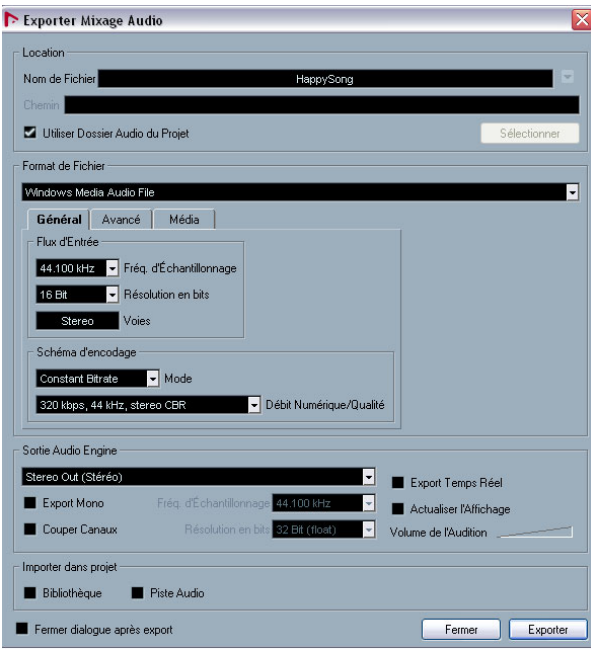 Exporter Mixage Audio
Location
Nom de Fichier HappySong
Chemin
Utiliser Dossier Audio du Projet Sélectionner
Format de Fichier
Windows Media Audio File
Général Avancé Média
Flux d'Entrée
44.100 kHz Fréq. d'Échantillonnage
16 Bit Résolution en bits
Stereo Voies
Schéma d'encodage
Constant Bitrate Mode
320 kbps, 44 kHz, stereo CBR Débit Numérique/Qualité
Sortie Audio Engine
Stereo Out (Stéréo) Export Temps Réel
Export Mono Fréq. d'Échantillonnage 44.100 kHz Actualiser l'Affichage
Couper Canaux Résolution en bits 32 Bit (float) Volume de l'Audition
Importer dans projet
Bibliothèque Piste Audio
Fermer dialogue après export Fermer Exporter